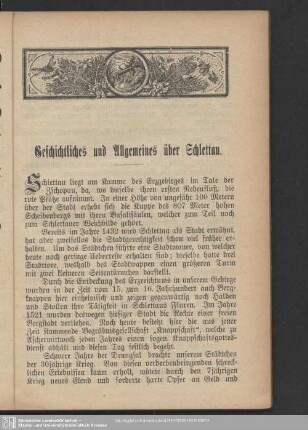 Geschichtliches und Allgemeines über Schlettau.
Schlettau liegt am Kamme des Erzgebirges im Tale der
Zschopau, da, wo dieselbe ihren ersten Nebenfluß, die
rote Pföhe aufnimmt. In einer Höhe von ungefähr 100 Metern
über der Stadt erhebt sich die Kuppe des 807 Meter hohen
Scheibenbergs mit ihren Basaltsäulen, welcher zum Teil noch
zum Schlettauer Weichbilde gehört.
Bereits im Jahre 1432 wird Schlettau als Stadt erwähnt,
hat aber zweifellos die Stadtgerechtigkeit schon viel früher er-
halten. Um das Städtchen führte eine Stadtmauer, von welcher
heute noch geringe Ueberreste erhalten sind; dasselbe hatte drei
Stadttore, weshalb das Stadtwappen einen größeren Turm
mit zwei kleineren Seitentürmchen darstellt.
Durch die Entdeckung des Erzreichtums in unserem Gebirge
wurden in der Zeit vom 15. zum 16. Jahrhundert auch Berg-
knappen hier einheimisch und zeigen gegenwärtig noch Halden
und Stollen ihre Tätigkeit in Schlettaus Fluren. Im Jahre
1521 wurden deswegen hiesiger Stadt die Rechte einer freien
Bergstadt verliehen. Noch heute besteht hier die aus jener
Zeit stammende Begräbnisgesellschaft „Knappschaft“, welche zu
Aschermittwoch jedes Jahres einen sogen. Knappschaftsgottes-
dienst abhält und diesen Tag festlich begeht.
Schwere Jahre der Drangsal brachte unserem Städtchen
der 30jährige Krieg. Von diesen verderbenbringenden schreck-
lichen Erlebnissen kaum erholt, wütete durch den 7jährigen
Krieg neues Elend und forderte harte Opfer an Geld und